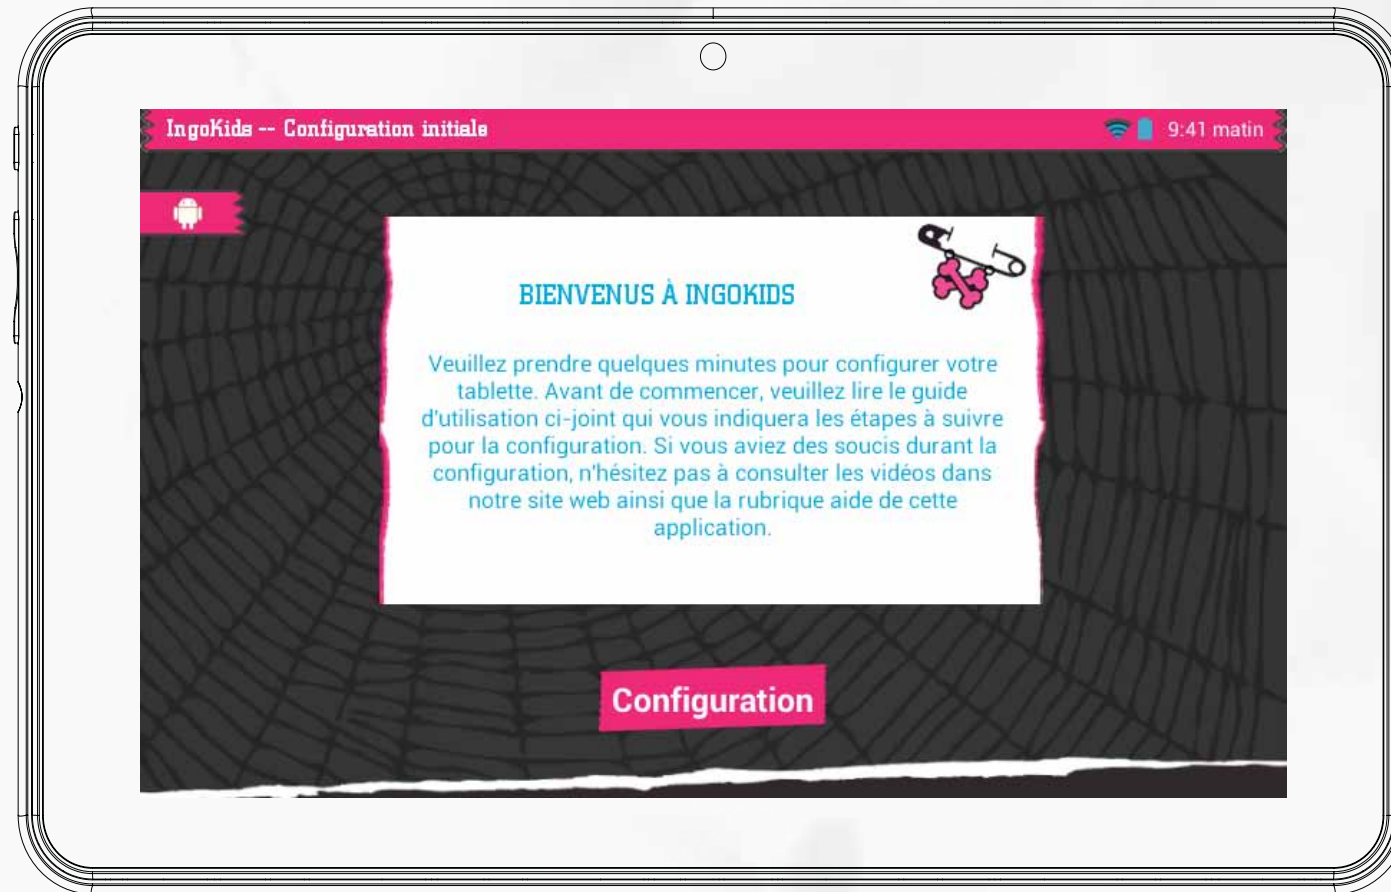 IngoKids -- Configuration initiale
9:41 matin
BIENVENUS À INGOKIDS
Veuillez prendre quelques minutes pour configurer votre
tablette. Avant de commencer, veuillez lire le guide
d'utilisation ci-joint qui vous indiquera les étapes à suivre
pour la configuration. Si vous aviez des soucis durant la
configuration, n'hésitez pas à consulter les vidéos dans
notre site web ainsi que la rubrique aide de cette
application.
Configuration